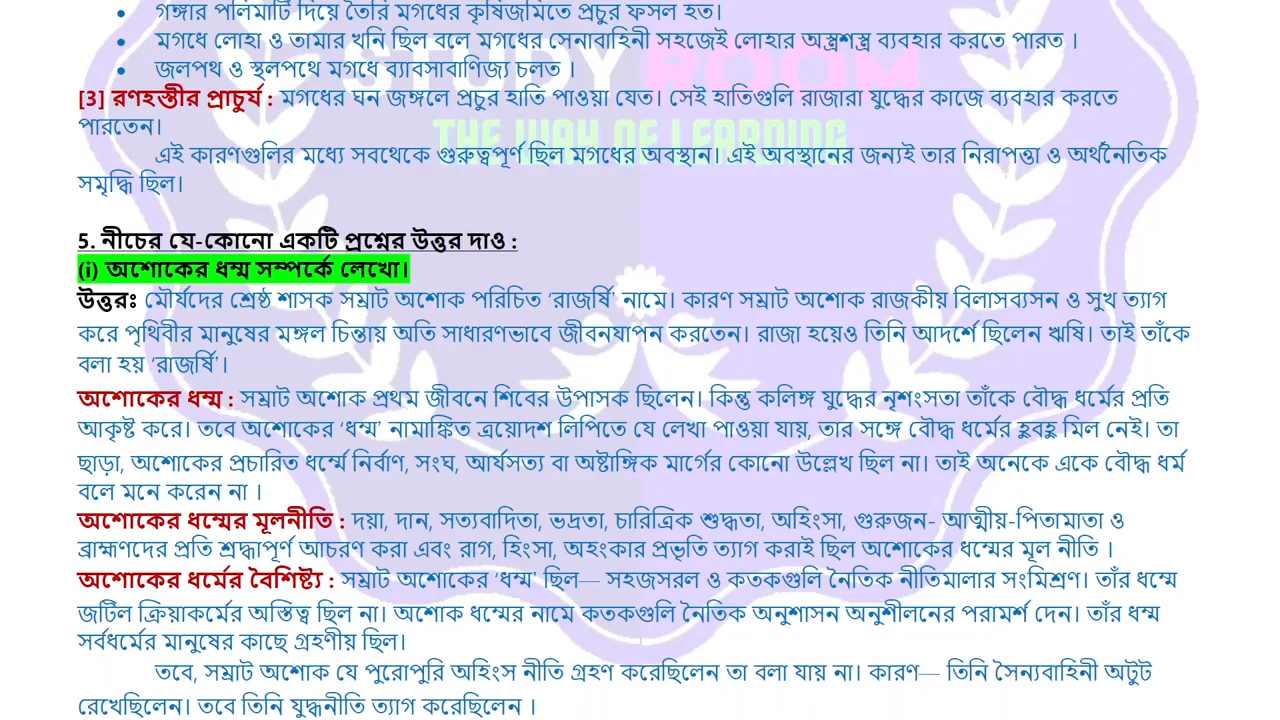 • গঙ্গার পলিমাটি দিয়ে তৈরি মগধের কৃষিজমিতে প্রচুর ফসল হত।
• মগধে লোহা ও তামার খনি ছিল বলে মগধের সেনাবাহিনী সহজেই লোহার অস্ত্রশস্ত্র ব্যবহার করতে পারত ।
• জলপথ ও স্থলপথে মগধে ব্যাবসাবাণিজ্য চলত ।
STUDY ROOM
[3] রণহস্তীর প্রাচুর্য : মগধের ঘন জঙ্গলে প্রচুর হাতি পাওয়া যেত। সেই হাতিগুলি রাজারা যুদ্ধের কাজে ব্যবহার করতে
পারতেন।
THE WAY OF LEARNING
এই কারণগুলির মধ্যে সবথেকে গুরুত্বপূর্ণ ছিল মগধের অবস্থান। এই অবস্থানের জন্যই তার নিরাপত্তা ও অর্থনৈতিক
সমৃদ্ধি ছিল।
5. নীচের যে-কোনো একটি প্রশ্নের উত্তর দাও :
(i) অশোকের ধম্ম সম্পর্কে লেখো।
উত্তরঃ মৌর্যদের শ্রেষ্ঠ শাসক সম্রাট অশোক পরিচিত ‘রাজর্ষি’ নামে। কারণ সম্রাট অশোক রাজকীয় বিলাসব্যসন ও সুখ ত্যাগ
করে পৃথিবীর মানুষের মঙ্গল চিন্তায় অতি সাধারণভাবে জীবনযাপন করতেন। রাজা হয়েও তিনি আদর্শে ছিলেন ঋষি। তাই তাঁকে
বলা হয় ‘রাজর্ষি’।
অশোকের ধম্ম : সম্রাট অশোক প্রথম জীবনে শিবের উপাসক ছিলেন। কিন্তু কলিঙ্গ যুদ্ধের নৃশংসতা তাঁকে বৌদ্ধ ধর্মের প্রতি
আকৃষ্ট করে। তবে অশোকের ‘ধম্ম’ নামাঙ্কিত ত্রয়োদশ লিপিতে যে লেখা পাওয়া যায়, তার সঙ্গে বৌদ্ধ ধর্মের হুবহু মিল নেই। তা
ছাড়া, অশোকের প্রচারিত ধর্ম্মে নির্বাণ, সংঘ, আর্যসত্য বা অষ্টাঙ্গিক মার্গের কোনো উল্লেখ ছিল না। তাই অনেকে একে বৌদ্ধ ধর্ম
বলে মনে করেন না ।
অশোকের ধম্মের মূলনীতি : দয়া, দান, সত্যবাদিতা, ভদ্রতা, চারিত্রিক শুদ্ধতা, অহিংসা, গুরুজন- আত্মীয়-পিতামাতা ও
ব্রাহ্মণদের প্রতি শ্রদ্ধাপূর্ণ আচরণ করা এবং রাগ, হিংসা, অহংকার প্রভৃতি ত্যাগ করাই ছিল অশোকের ধম্মের মূল নীতি ।
অশোকের ধর্মের বৈশিষ্ট্য : সম্রাট অশোকের ‘ধম্ম’ ছিল— সহজসরল ও কতকগুলি নৈতিক নীতিমালার সংমিশ্রণ। তাঁর ধম্মে
জটিল ক্রিয়াকর্মের অস্তিত্ব ছিল না। অশোক ধম্মের নামে কতকগুলি নৈতিক অনুশাসন অনুশীলনের পরামর্শ দেন। তাঁর ধম্ম
সর্বধর্মের মানুষের কাছে গ্রহণীয় ছিল।
তবে, সম্রাট অশোক যে পুরোপুরি অহিংস নীতি গ্রহণ করেছিলেন তা বলা যায় না। কারণ— তিনি সৈন্যবাহিনী অটুট
রেখেছিলেন। তবে তিনি যুদ্ধনীতি ত্যাগ করেছিলেন ।